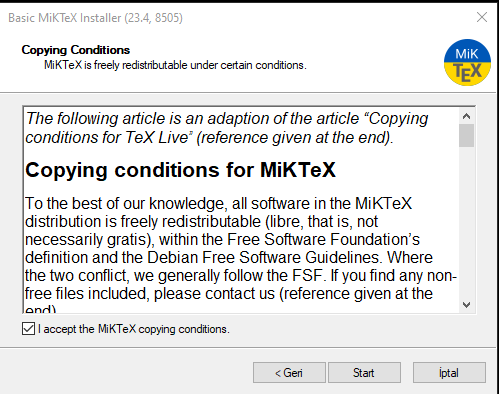 Basic MiKTeX Installer (23.4, 8505)
Copying Conditions
MiKTeX is freely redistributable under certain conditions.
MiK
TEX
The following article is an adaption of the article “Copying
conditions for TeX Live” (reference given at the end).
Copying conditions for MiKTeX
To the best of our knowledge, all software in the MiKTeX
distribution is freely redistributable (libre, that is, not
necessarily gratis), within the Free Software Foundation’s
definition and the Debian Free Software Guidelines. Where
the two conflict, we generally follow the FSF. If you find any non-
free files included, please contact us (reference given at the
end)
I accept the MiKTeX copying conditions.
< Geri
Start
İptal